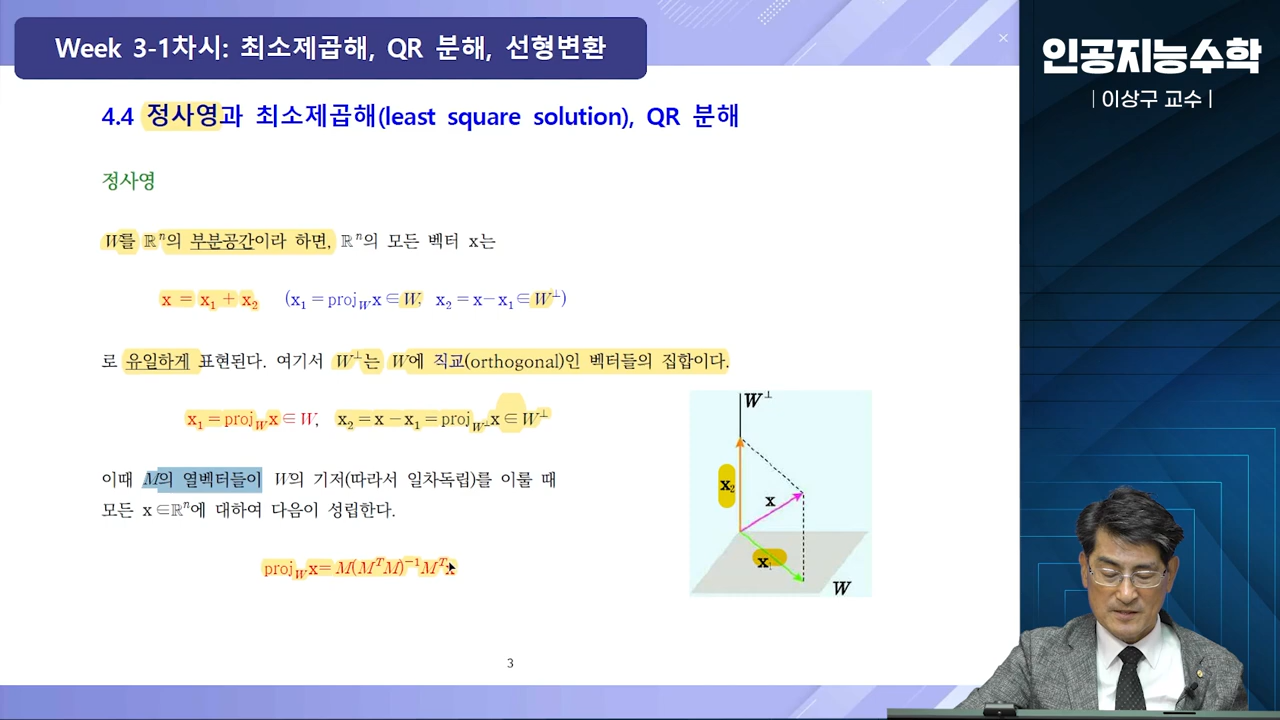 Week 3-1차시: 최소제곱해, QR 분해, 선형변환
인공지능수학
| 이상구 교수 |
4.4 정사영과 최소제곱해(least square solution), QR 분해
정사영
W를 ℝⁿ의 부분공간이라 하면, ℝⁿ의 모든 벡터 x는
x = x₁ + x₂ (x₁ = proj_W x ∈ W, x₂ = x − x₁ ∈ W^⊥)
로 유일하게 표현된다. 여기서 W^⊥는 W에 직교(orthogonal)인 벡터들의 집합이다.
x₁ = proj_W x ∈ W, x₂ = x − x₁ = proj_{W^⊥} x ∈ W^⊥
이때 M의 열벡터들이 W의 기저(따라서 일차독립)를 이룰 때
모든 x ∈ ℝⁿ에 대하여 다음이 성립한다.
proj_W x = M(MᵀM)⁻¹Mᵀx
W^⊥
x₂
x
x₁
W
3